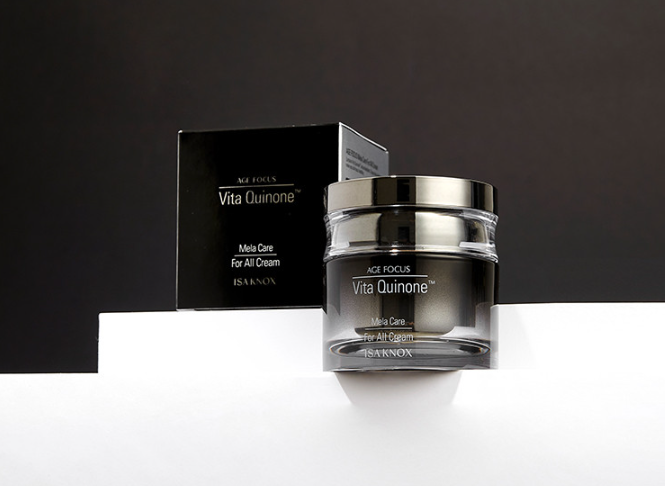 AGE FOCUS
Vita Quinone™
Mela Care
For All Cream
ISA KNOX
AGE FOCUS
Vita Quinone™
Mela Care
For All Cream
ISA KNOX